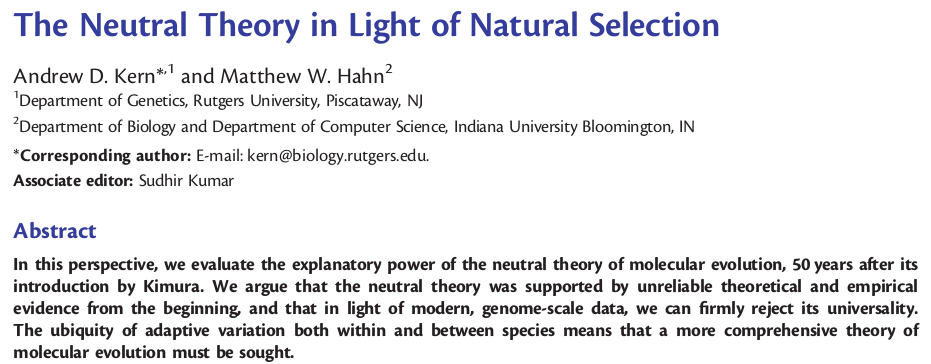 The Neutral Theory in Light of Natural Selection
Andrew D. Kern*,1 and Matthew W. Hahn2
1Department of Genetics, Rutgers University, Piscataway, NJ
2Department of Biology and Department of Computer Science, Indiana University Bloomington, IN
*Corresponding author: E-mail: kern@biology.rutgers.edu.
Associate editor: Sudhir Kumar
Abstract
In this perspective, we evaluate the explanatory power of the neutral theory of molecular evolution, 50 years after its
introduction by Kimura. We argue that the neutral theory was supported by unreliable theoretical and empirical
evidence from the beginning, and that in light of modern, genome-scale data, we can firmly reject its universality.
The ubiquity of adaptive variation both within and between species means that a more comprehensive theory of
molecular evolution must be sought.